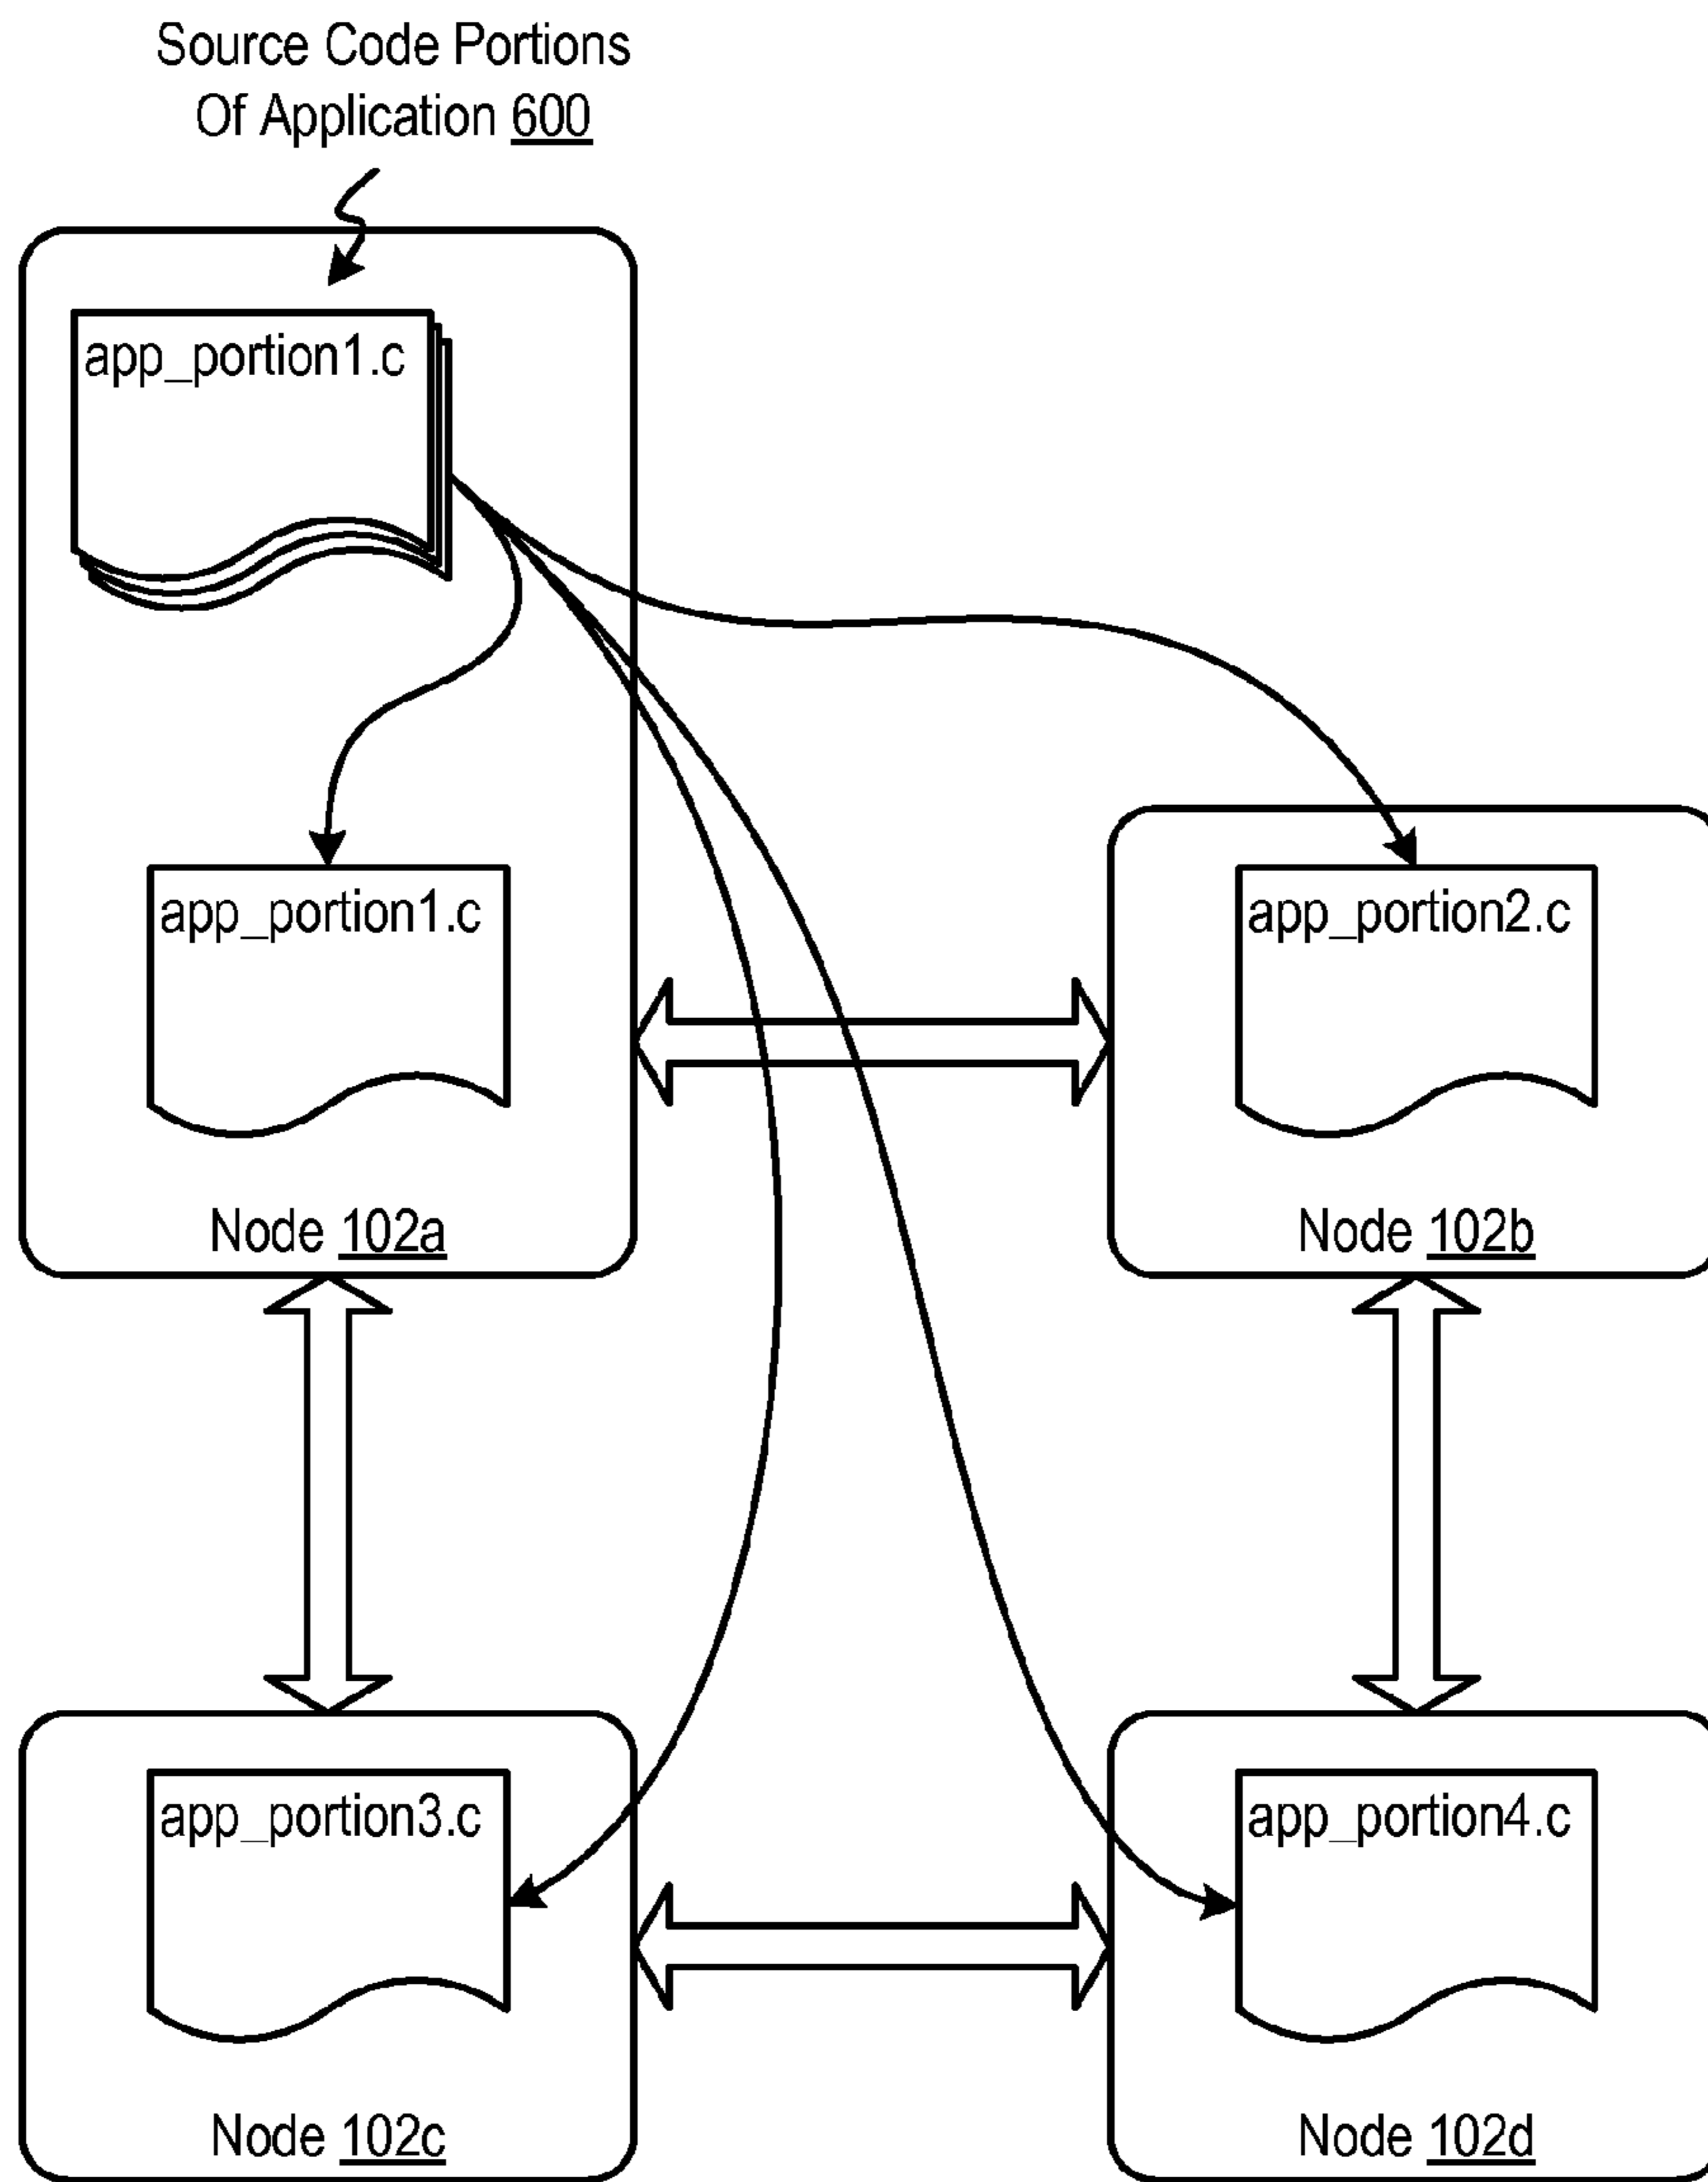 Source Code Portions
Of Application 600
app_portion1.c
app_portion1.c
app_portion2.c
Node 102a
Node 102b
app_portion3.c
app_portion4.c
Node 102c
Node 102d